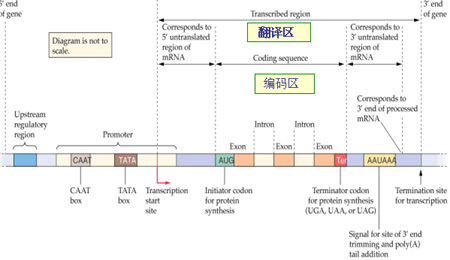 5' end
of gene
Transcribed region
3' end
of gene
Diagram is not to
scale.
Corresponds to
5' untranslated
region of
mRNA
翻译区
Coding sequence
编码区
Corresponds to
3' untranslated
region of mRNA
Corresponds to
3' end of processed
mRNA
Upstream
regulatory
region
Promoter
Exon
Intron
Exon
Intron
Exon
CAAT
TATA
AUG
Ter
AAUAAA
CAAT
box
TATA
box
Transcription
start
site
Initiator codon
for protein
synthesis
Terminator codon
for protein synthesis
(UGA, UAA, or UAG)
Termination site
for transcription
Signal for site of 3' end
trimming and poly(A)
tail addition